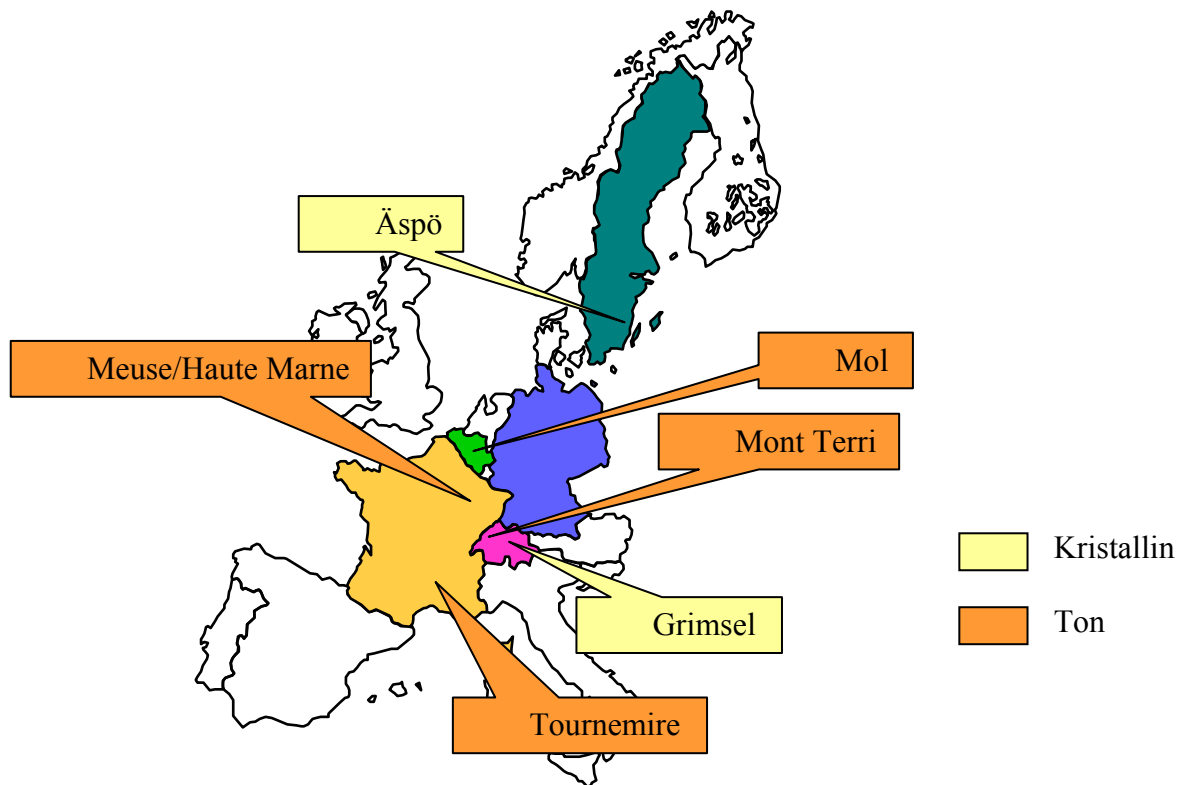 Äspö
Meuse/Haute Marne
Mol
Mont Terri
Kristallin
Grimsel
Ton
Tournemire